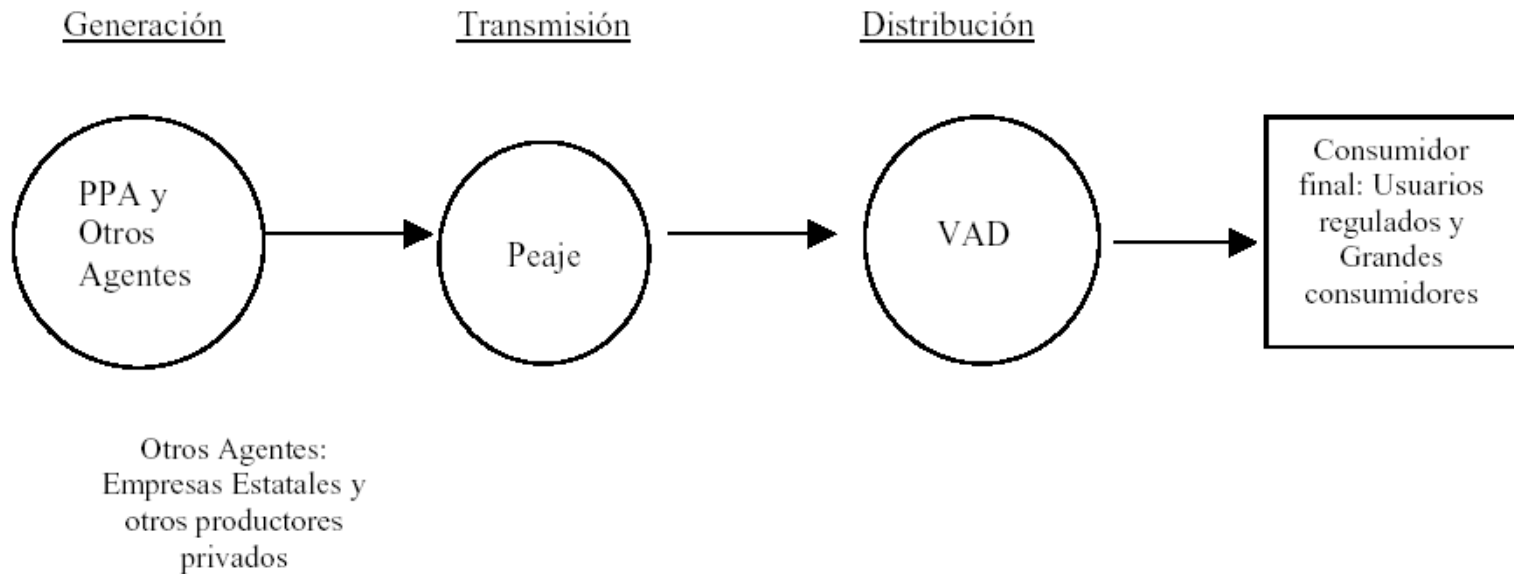 Generación
Transmisión
Distribución
PPA y
Otros
Agentes
Peaje
VAD
Consumidor
final: Usuarios
regulados y
Grandes
consumidores
Otros Agentes:
Empresas Estatales y
otros productores
privados